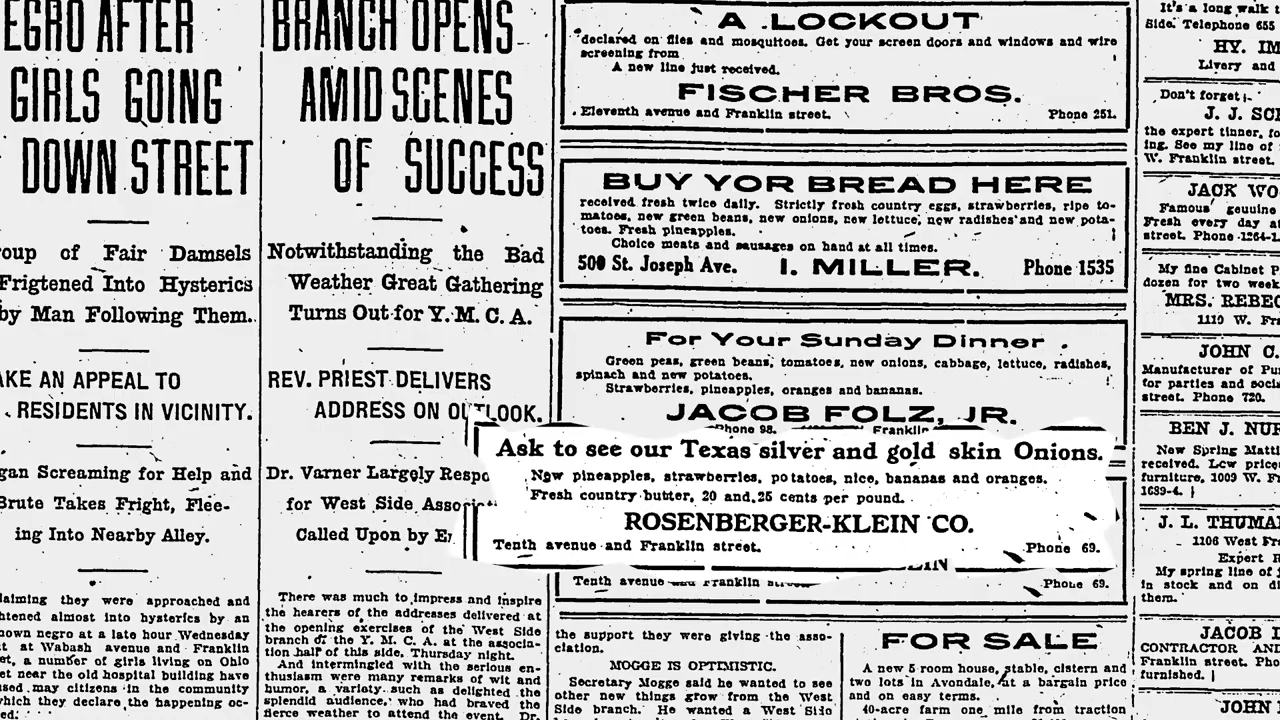 EGRO AFTER
GIRLS GOING
DOWN STREET
roup of Fair Damsels
Frigtened Into Hysterics
by Man Following Them.
AKE AN APPEAL TO
RESIDENTS IN VICINITY.
gan Screaming for Help and
Brute Takes Fright, Flee-
ing Into Nearby Alley.
laiming they were approached and
htened almost into hysterics by an
nown negro at a late hour Wednesday
t at Wabash avenue and Franklin
et, a number of girls living on Ohio
et near the old hospital building have
used may citizens in the community
which they declare the happening oc-
ed.
BRANCH OPENS
AMID SCENES
OF SUCCESS
Notwithstanding the Bad
Weather Great Gathering
Turns Out for Y. M. C. A.
REV. PRIEST DELIVERS
ADDRESS ON OUTLOOK.
Dr. Varner Largely Respo
for West Side Associ
Called Upon by E
There was much to impress and inspire
the hearers of the addresses delivered at
the opening exercises of the West Side
branch of the Y. M. C. A. at the associa-
tion half of this side, Thursday night.
And intermingled with the serious en-
thusiasm were many remarks of wit and
humor, a variety such as delighted the
splendid audience, who had braved the
fierce weather to attend the event. Dr.
A LOCKOUT
declared on flies and mosquitoes. Get your screen doors and windows and wire
screening from
A new line just received.
FISCHER BROS.
Eleventh avenue and Franklin street. Phone 251.
BUY YOR BREAD HERE
received fresh twice daily. Strictly fresh country eggs, strawberries, ripe to-
matoes, new green beans, new onions, new lettuce, new radishes and new pota-
toes. Fresh pineapples.
Choice meats and sausages on hand at all times.
500 St. Joseph Ave. I. MILLER. Phone 1535
For Your Sunday Dinner
Green peas, green beans, tomatoes, new onions, cabbage, lettuce, radishes,
spinach and new potatoes.
Strawberries, pineapples, oranges and bananas.
JACOB FOLZ, JR.
Phone 98. Franklin
Ask to see our Texas silver and gold skin Onions.
New pineapples, strawberries, potatoes, nice, bananas and oranges.
Fresh country butter, 20 and 25 cents per pound.
ROSENBERGER-KLEIN CO.
Tenth avenue and Franklin street. Phone 69.
EIN
Tenth avenue and Franklin street Phone 69.
the support they were giving the asso-
ciation.
MOGGE IS OPTIMISTIC.
Secretary Mogge said he wanted to see
other new things grow from the West
Side branch. He wanted a West Side
FOR SALE
A new 5 room house, stable, cistern and
two lots in Avondale, at a bargain price
and on easy terms.
40-acre farm one mile from traction
It's a long walk t
Side. Telephone 655
HY. IM
Livery and
Don't forget
J. J. SC
the expert tinner, fo
ing. See my line of
W. Franklin street.
JACK WO
Famous genuine
Fresh every day a
street. Phone 1264-1.
My fine Cabinet P
dozen for two week
MRS. REBEC
1110 W. Fr
JOHN C.
Manufacturer of Pu
for parties and socia
street. Phone 720.
BEN J. NUR
New Spring Matti
received. Low price
furniture, 1009 W. F
1689-4.
J. L. THUMA
1106 West Fra
Expert R
My spring line of
in stock and on di
them.
JACOB
CONTRACTOR AND
Franklin street. Pho
furnished.
JOHN